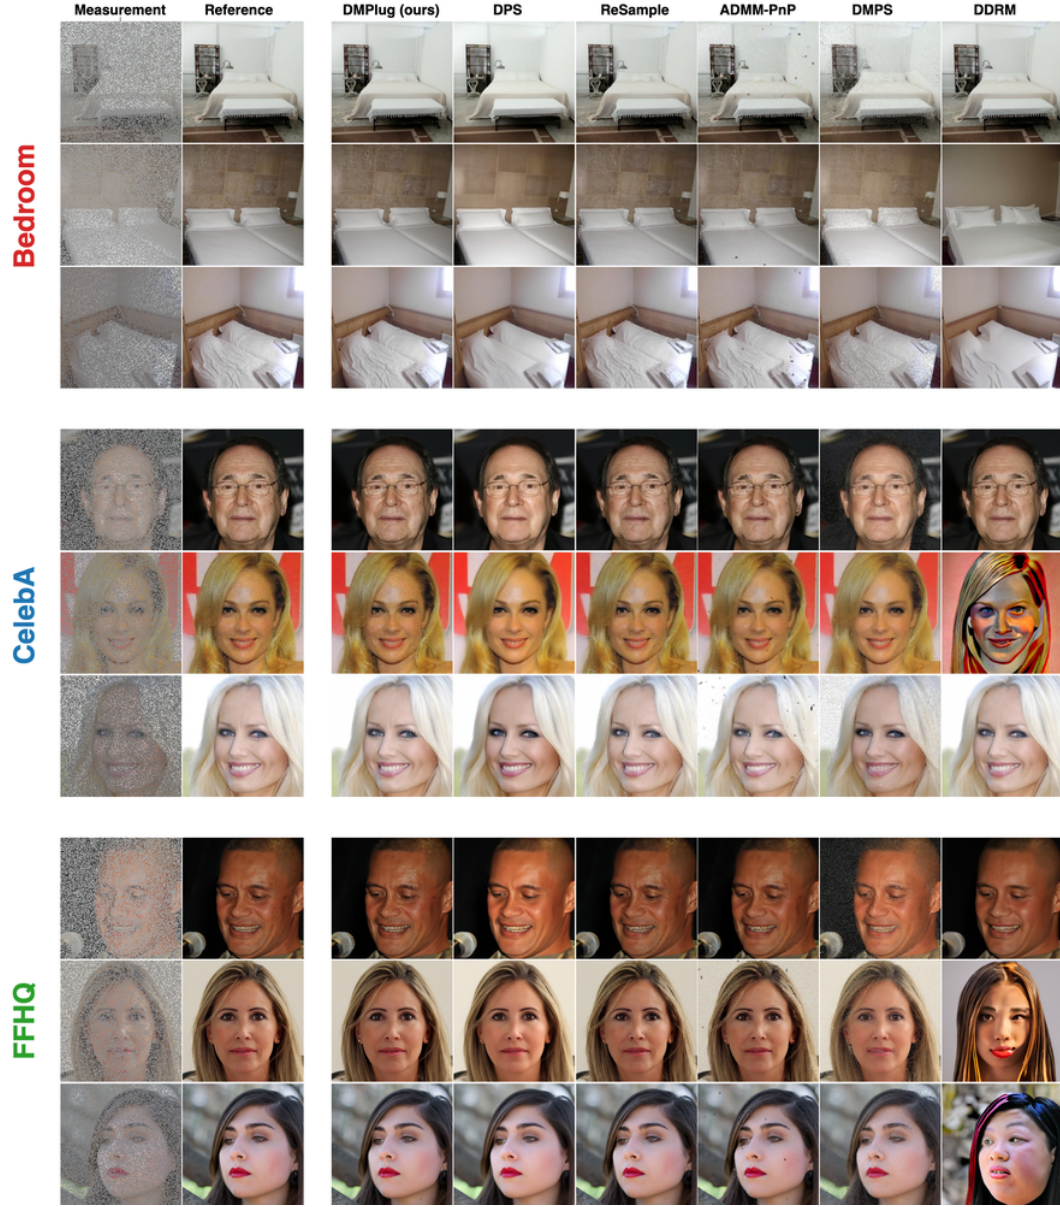 Measurement Reference DMPlug (ours) DPS ReSample ADMM-PnP DMPS DDRM
Bedroom
CelebA
FFHQ